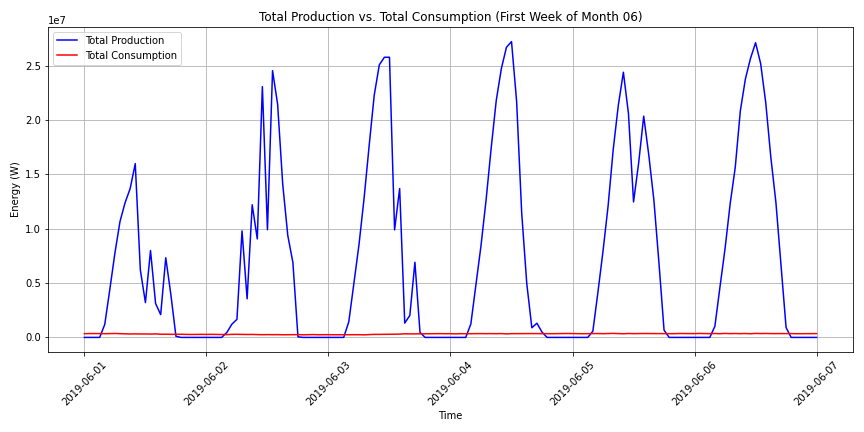 Total Production vs. Total Consumption (First Week of Month 06)
1e7
Total Production
Total Consumption
2.5
2.0
1.5
1.0
0.5
0.0
Energy (W)
2019-06-01
2019-06-02
2019-06-03
2019-06-04
2019-06-05
2019-06-06
2019-06-07
Time